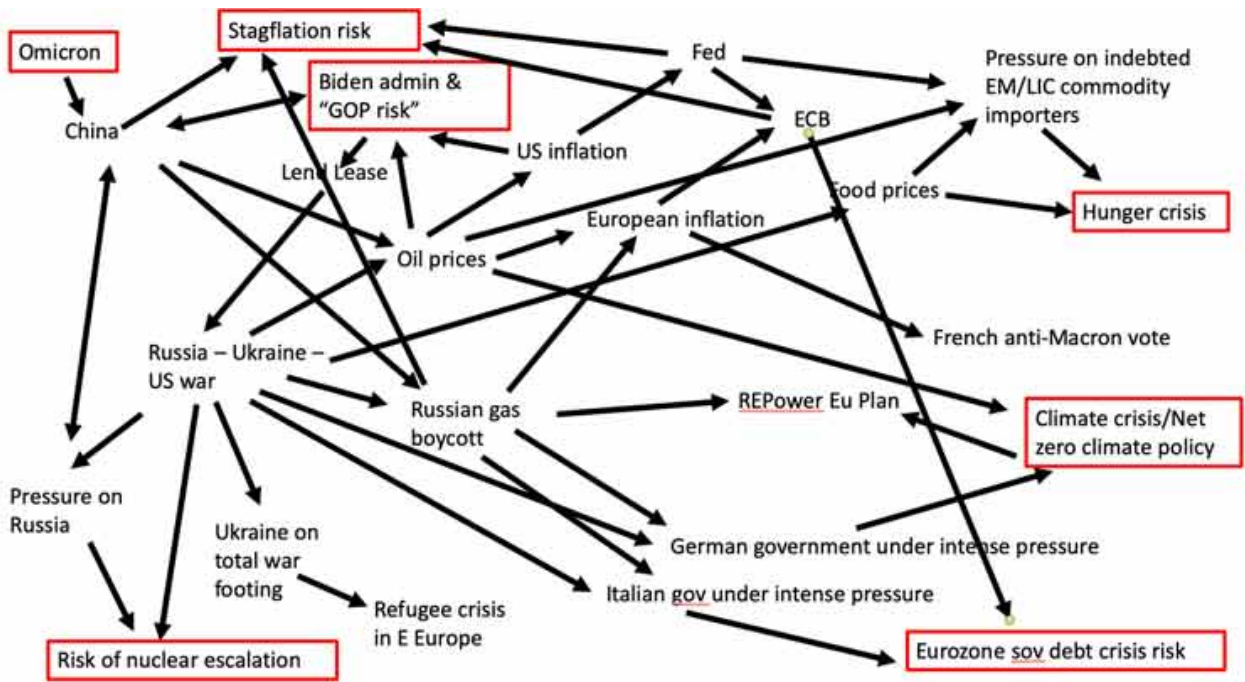 Omicron
Stagflation risk
Fed
Pressure on indebted
EM/LIC commodity
importers
China
Biden admin &
“GOP risk”
ECB
US inflation
Lend Lease
Food prices
Hunger crisis
European inflation
Oil prices
French anti-Macron vote
Russia – Ukraine –
US war
Russian gas
boycott
REPower Eu Plan
Climate crisis/Net
zero climate policy
Pressure on
Russia
Ukraine on
total war
footing
German government under intense pressure
Italian gov under intense pressure
Refugee crisis
in E Europe
Risk of nuclear escalation
Eurozone sov debt crisis risk